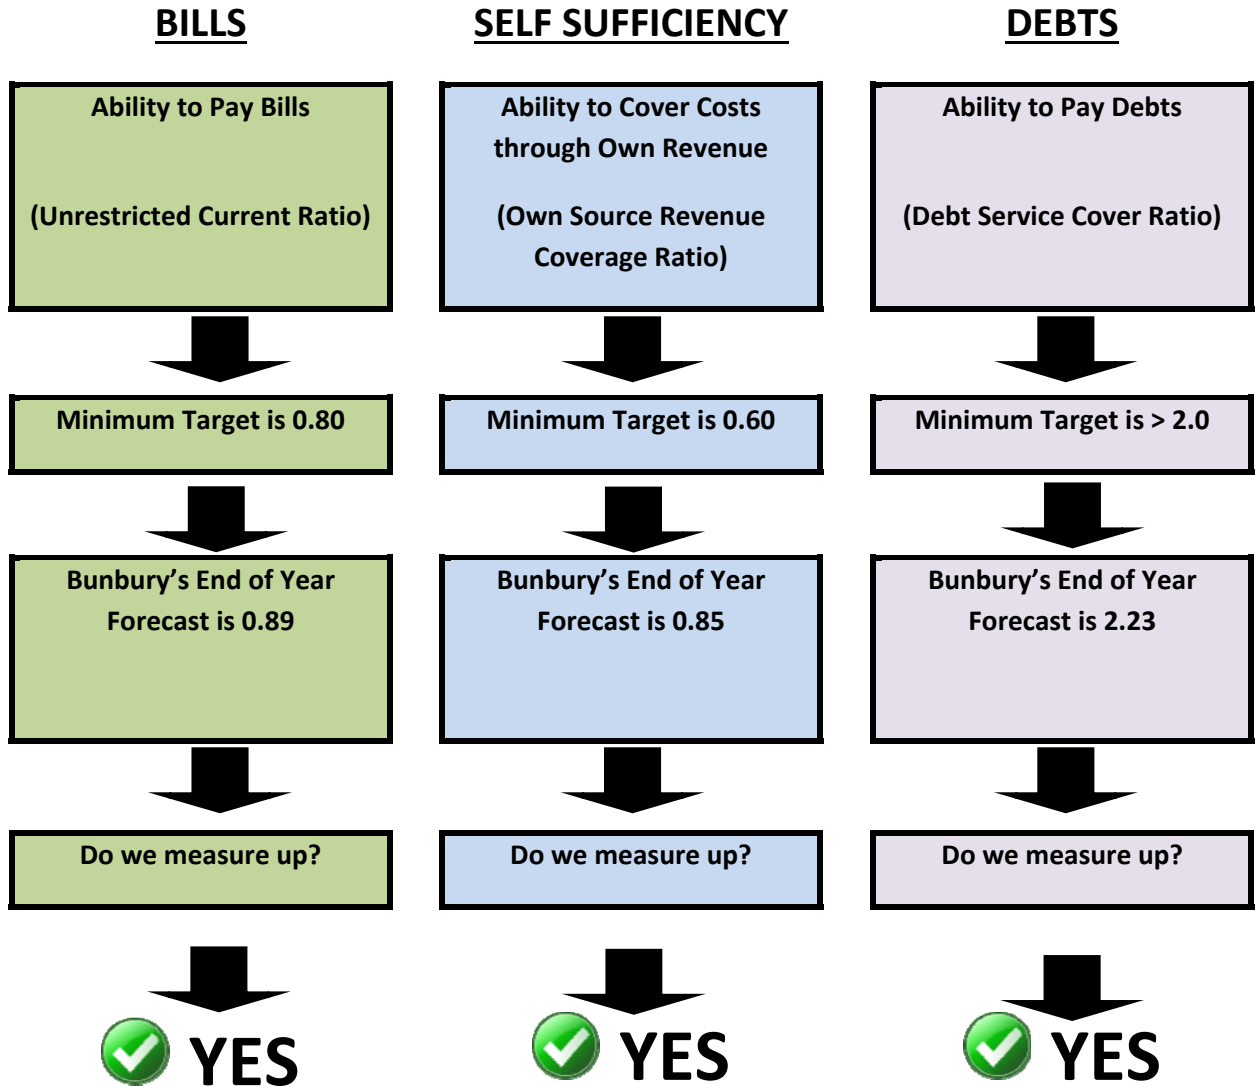 BILLS
Ability to Pay Bills
(Unrestricted Current Ratio)
Minimum Target is 0.80
Bunbury’s End of Year
Forecast is 0.89
Do we measure up?
YES
SELF SUFFICIENCY
Ability to Cover Costs
through Own Revenue
(Own Source Revenue
Coverage Ratio)
Minimum Target is 0.60
Bunbury’s End of Year
Forecast is 0.85
Do we measure up?
YES
DEBTS
Ability to Pay Debts
(Debt Service Cover Ratio)
Minimum Target is > 2.0
Bunbury’s End of Year
Forecast is 2.23
Do we measure up?
YES